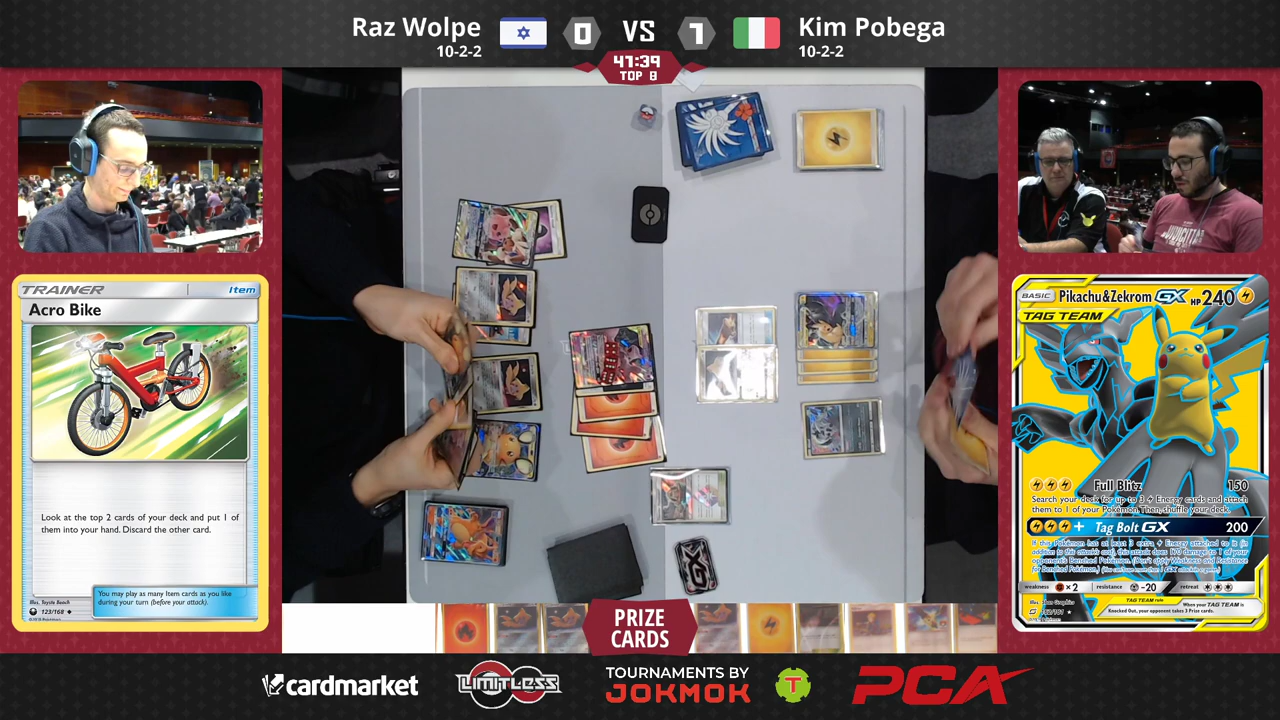 Raz Wolpe
10-2-2
0
VS
1
Kim Pobega
10-2-2
47:39
TOP 8
TRAINER
Item
Acro Bike
Look at the top 2 cards of your deck and put 1 of
them into your hand. Discard the other card.
You may play as many Item cards as you like
during your turn (before your attack).
123/168
BASIC
Pikachu&Zekrom GX HP 240
TAG TEAM
Full Blitz 150
Search your deck for up to 3 Energy cards and attach
them to 1 of your Pokémon. Then, shuffle your deck.
+ Tag Bolt GX 200
weakness ×2 resistance -20 retreat
TAG TEAM rule
When your TAG TEAM is
Knocked Out, your opponent takes 3 Prize cards.
GX
PRIZE
CARDS
cardmarket
LIMITLESS
TOURNAMENTS BY
JOKMOK
T
PCA